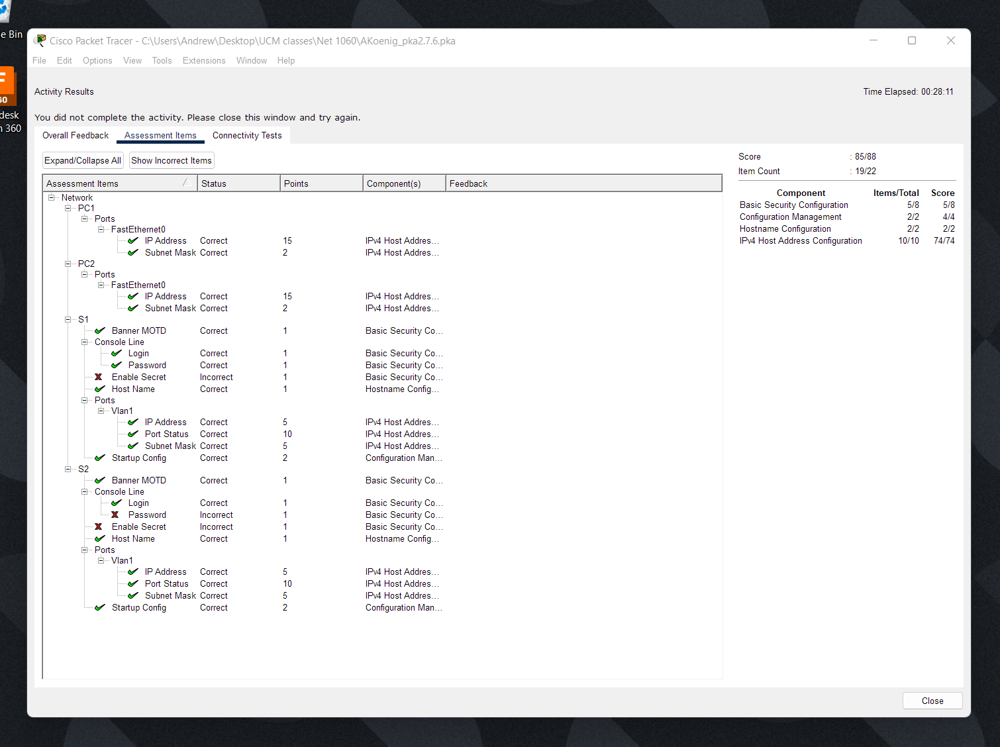 e Bin
F
60
desk
n 360
Cisco Packet Tracer - C:\Users\Andrew\Desktop\UCM classes\Net 1060\AKoenig_pka2.7.6.pka
File Edit Options View Tools Extensions Window Help
Activity Results
Time Elapsed: 00:28:11
You did not complete the activity. Please close this window and try again.
Overall Feedback Assessment Items Connectivity Tests
Expand/Collapse All Show Incorrect Items
Assessment Items Status Points Component(s) Feedback
Network
PC1
Ports
FastEthernet0
IP Address Correct 15 IPv4 Host Addres...
Subnet Mask Correct 2 IPv4 Host Addres...
PC2
Ports
FastEthernet0
IP Address Correct 15 IPv4 Host Addres...
Subnet Mask Correct 2 IPv4 Host Addres...
S1
Banner MOTD Correct 1 Basic Security Co...
Console Line
Login Correct 1 Basic Security Co...
Password Correct 1 Basic Security Co...
Enable Secret Incorrect 1 Basic Security Co...
Host Name Correct 1 Hostname Config...
Ports
Vlan1
IP Address Correct 5 IPv4 Host Addres...
Port Status Correct 10 IPv4 Host Addres...
Subnet Mask Correct 5 IPv4 Host Addres...
Startup Config Correct 2 Configuration Man...
S2
Banner MOTD Correct 1 Basic Security Co...
Console Line
Login Correct 1 Basic Security Co...
Password Incorrect 1 Basic Security Co...
Enable Secret Incorrect 1 Basic Security Co...
Host Name Correct 1 Hostname Config...
Ports
Vlan1
IP Address Correct 5 IPv4 Host Addres...
Port Status Correct 10 IPv4 Host Addres...
Subnet Mask Correct 5 IPv4 Host Addres...
Startup Config Correct 2 Configuration Man...
Score : 85/88
Item Count : 19/22
Component Items/Total Score
Basic Security Configuration 5/8 5/8
Configuration Management 2/2 4/4
Hostname Configuration 2/2 2/2
IPv4 Host Address Configuration 10/10 74/74
Close